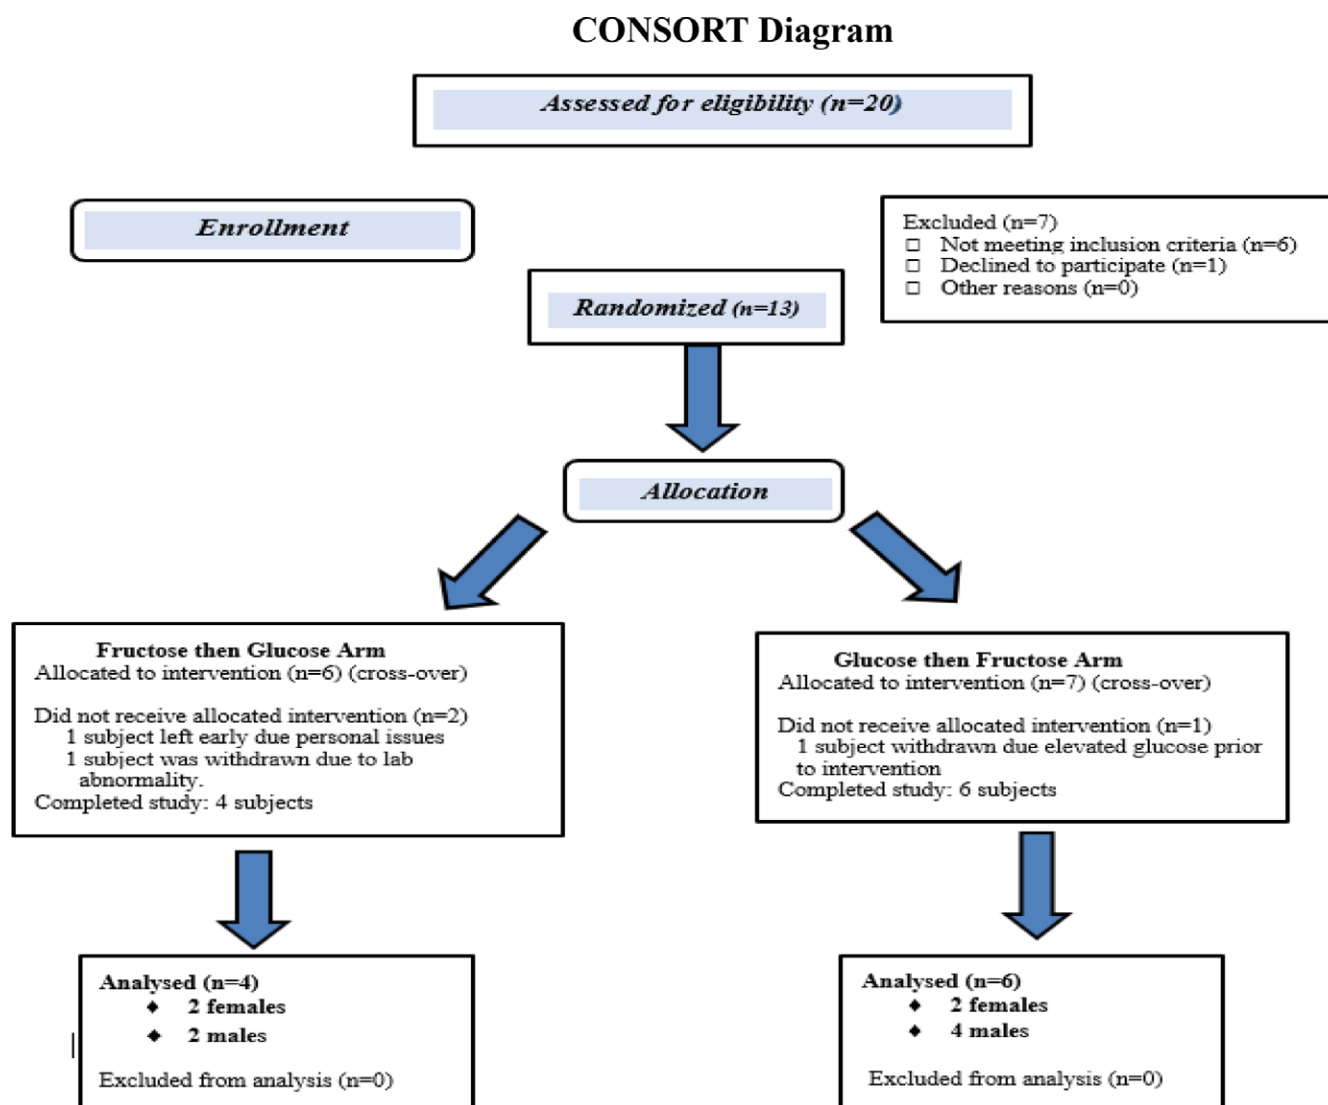 CONSORT Diagram
Assessed for eligibility (n=20)
Enrollment
Excluded (n=7)
□ Not meeting inclusion criteria (n=6)
□ Declined to participate (n=1)
□ Other reasons (n=0)
Randomized (n=13)
Allocation
Fructose then Glucose Arm
Allocated to intervention (n=6) (cross-over)
Did not receive allocated intervention (n=2)
1 subject left early due personal issues
1 subject was withdrawn due to lab
abnormality.
Completed study: 4 subjects
Glucose then Fructose Arm
Allocated to intervention (n=7) (cross-over)
Did not receive allocated intervention (n=1)
1 subject withdrawn due elevated glucose prior
to intervention
Completed study: 6 subjects
Analysed (n=4)
♦ 2 females
♦ 2 males
Excluded from analysis (n=0)
Analysed (n=6)
♦ 2 females
♦ 4 males
Excluded from analysis (n=0)